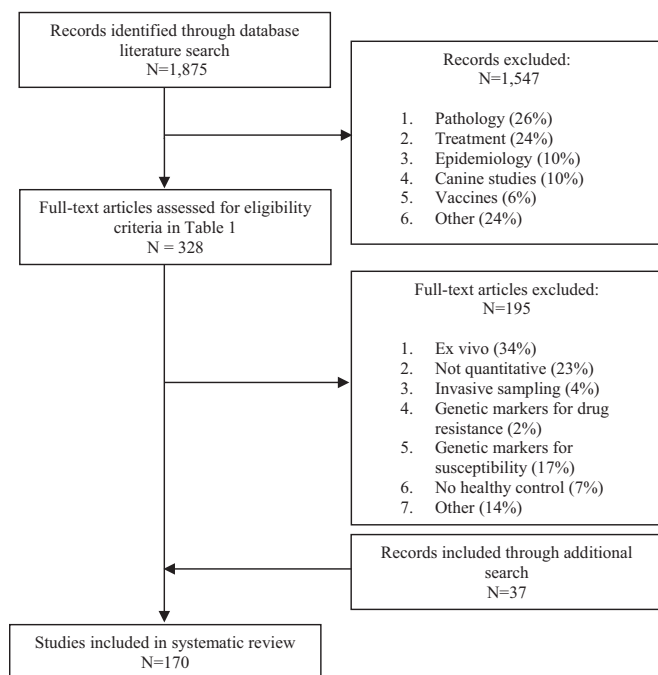 Records identified through database
literature search
N=1,875
Records excluded:
N=1,547
1. Pathology (26%)
2. Treatment (24%)
3. Epidemiology (10%)
4. Canine studies (10%)
5. Vaccines (6%)
6. Other (24%)
Full-text articles assessed for eligibility
criteria in Table 1
N = 328
Full-text articles excluded:
N=195
1. Ex vivo (34%)
2. Not quantitative (23%)
3. Invasive sampling (4%)
4. Genetic markers for drug
resistance (2%)
5. Genetic markers for
susceptibility (17%)
6. No healthy control (7%)
7. Other (14%)
Records included through additional
search
N=37
Studies included in systematic review
N=170